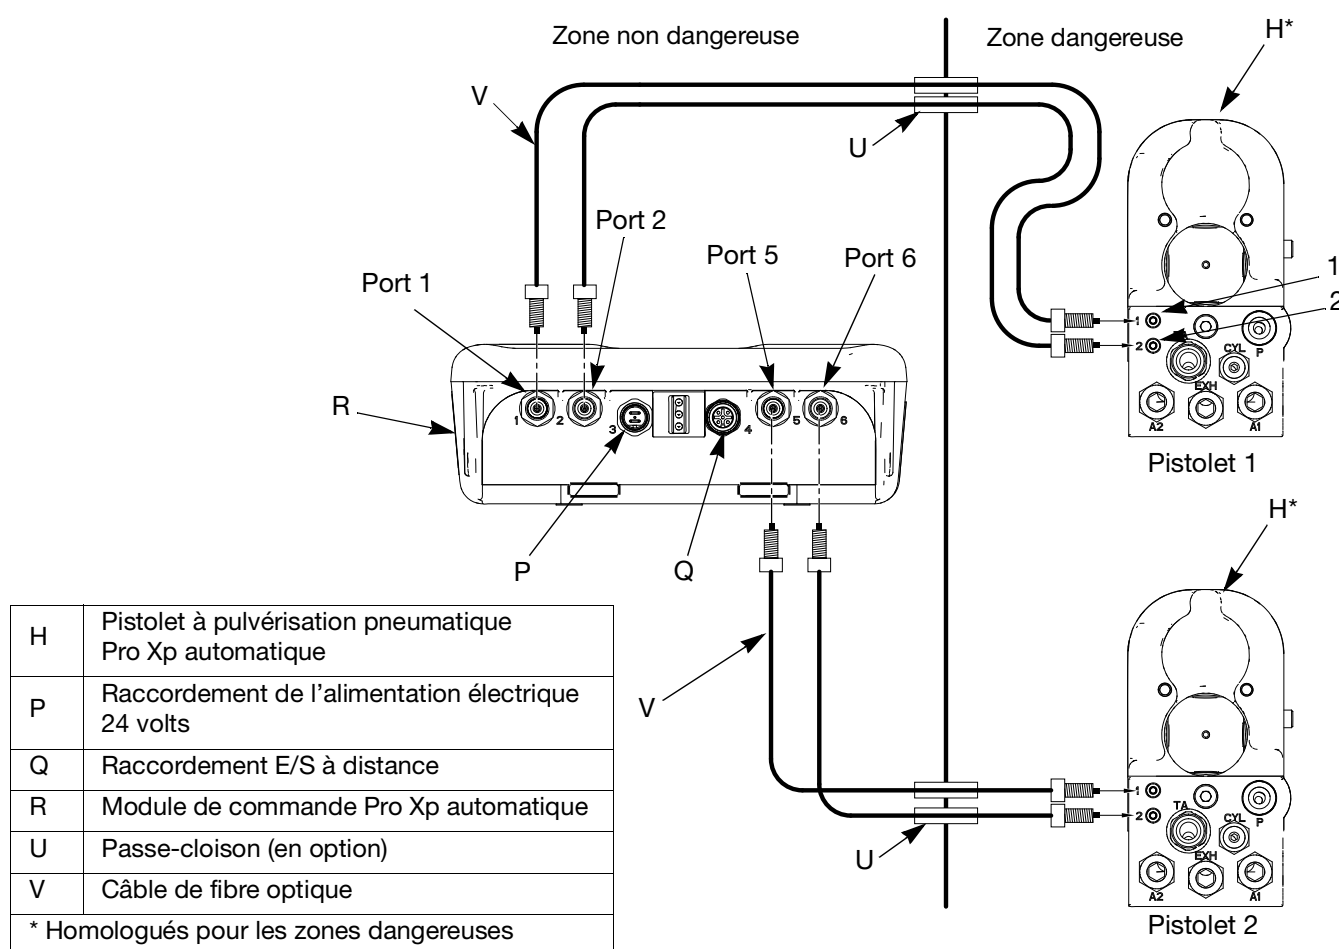 Zone non dangereuse
Zone dangereuse
H*
V
U
Port 2
Port 1
Port 5
Port 6
1
2
R
1
2
3
4
5
6
1
2
CYL
P
EXH
A2
A1
Pistolet 1
P
Q
H*
V
U
1
2
TA
CYL
P
EXH
A2
A1
Pistolet 2
H
Pistolet à pulvérisation pneumatique
Pro Xp automatique
P
Raccordement de l’alimentation électrique
24 volts
Q
Raccordement E/S à distance
R
Module de commande Pro Xp automatique
U
Passe-cloison (en option)
V
Câble de fibre optique
* Homologués pour les zones dangereuses